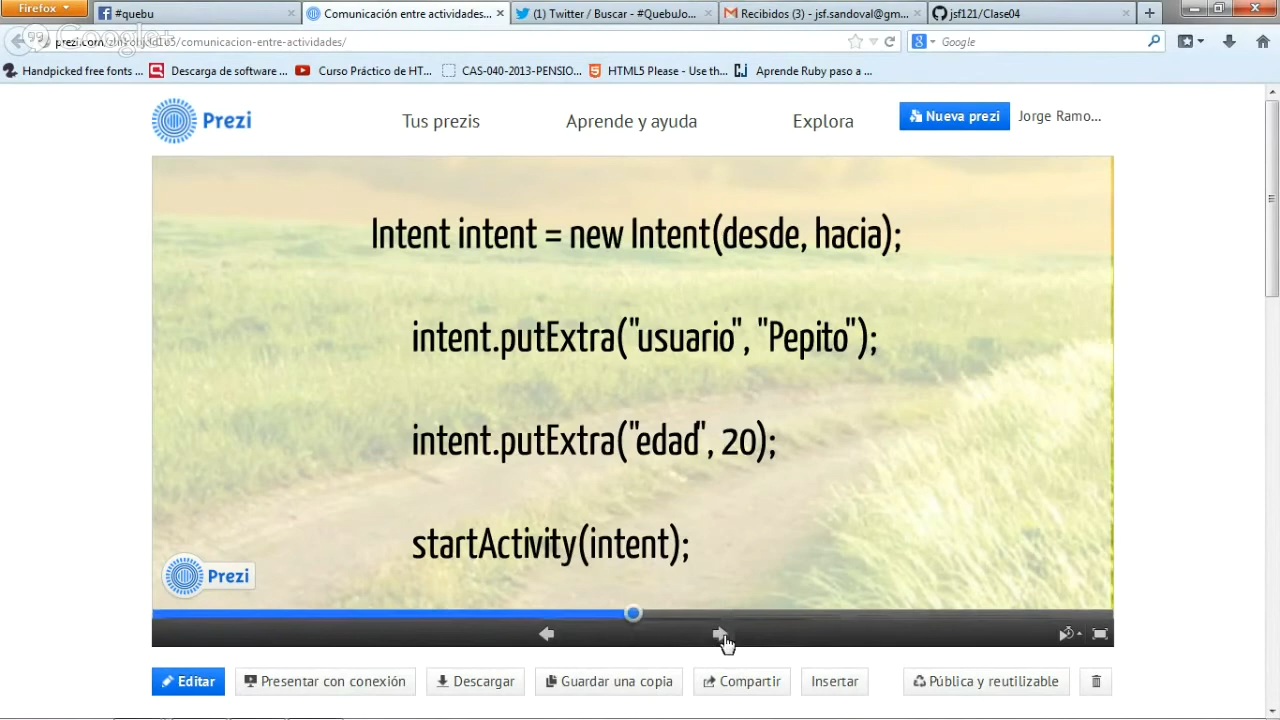 Firefox
#quebu
Comunicación entre actividades...
(1) Twitter / Buscar - #QuebuJo...
Recibidos (3) - jsf.sandoval@gm...
jsf121/Clase04
Google+
comunicacion-entre-actividades/
Google
Handpicked free fonts ...
Descarga de software ...
Curso Práctico de HT...
CAS-040-2013-PENSIO...
HTML5 Please - Use th...
Aprende Ruby paso a ...
Prezi
Tus prezis
Aprende y ayuda
Explora
Nueva prezi
Jorge Ramo...
Intent intent = new Intent(desde, hacia);
intent.putExtra("usuario", "Pepito");
intent.putExtra("edad", 20);
startActivity(intent);
Prezi
Editar
Presentar con conexión
Descargar
Guardar una copia
Compartir
Insertar
Pública y reutilizable